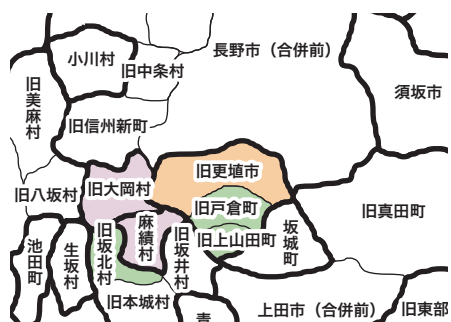 長野市（合併前）
小川村
旧中条村
旧美麻村
須坂市
旧信州新町
旧更埴市
旧八坂村
旧大岡村
旧戸倉町
旧真田町
麻績村
坂城町
池田町
生坂村
旧坂北村
旧坂井村
旧上山田町
旧本城村
上田市（合併前）
旧東部
青